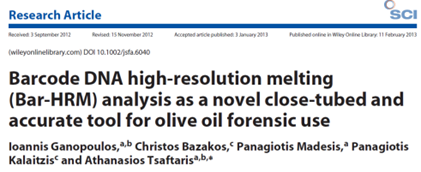 Research Article
SCI
Received: 3 September 2012 Revised: 15 November 2012 Accepted article published: 3 January 2013 Published online in Wiley Online Library: 11 February 2013
(wileyonlinelibrary.com) DOI 10.1002/jsfa.6040
Barcode DNA high-resolution melting
(Bar-HRM) analysis as a novel close-tubed and
accurate tool for olive oil forensic use
Ioannis Ganopoulos,a,b Christos Bazakos,c Panagiotis Madesis,a Panagiotis
Kalaitzisc and Athanasios Tsaftarisa,b,*